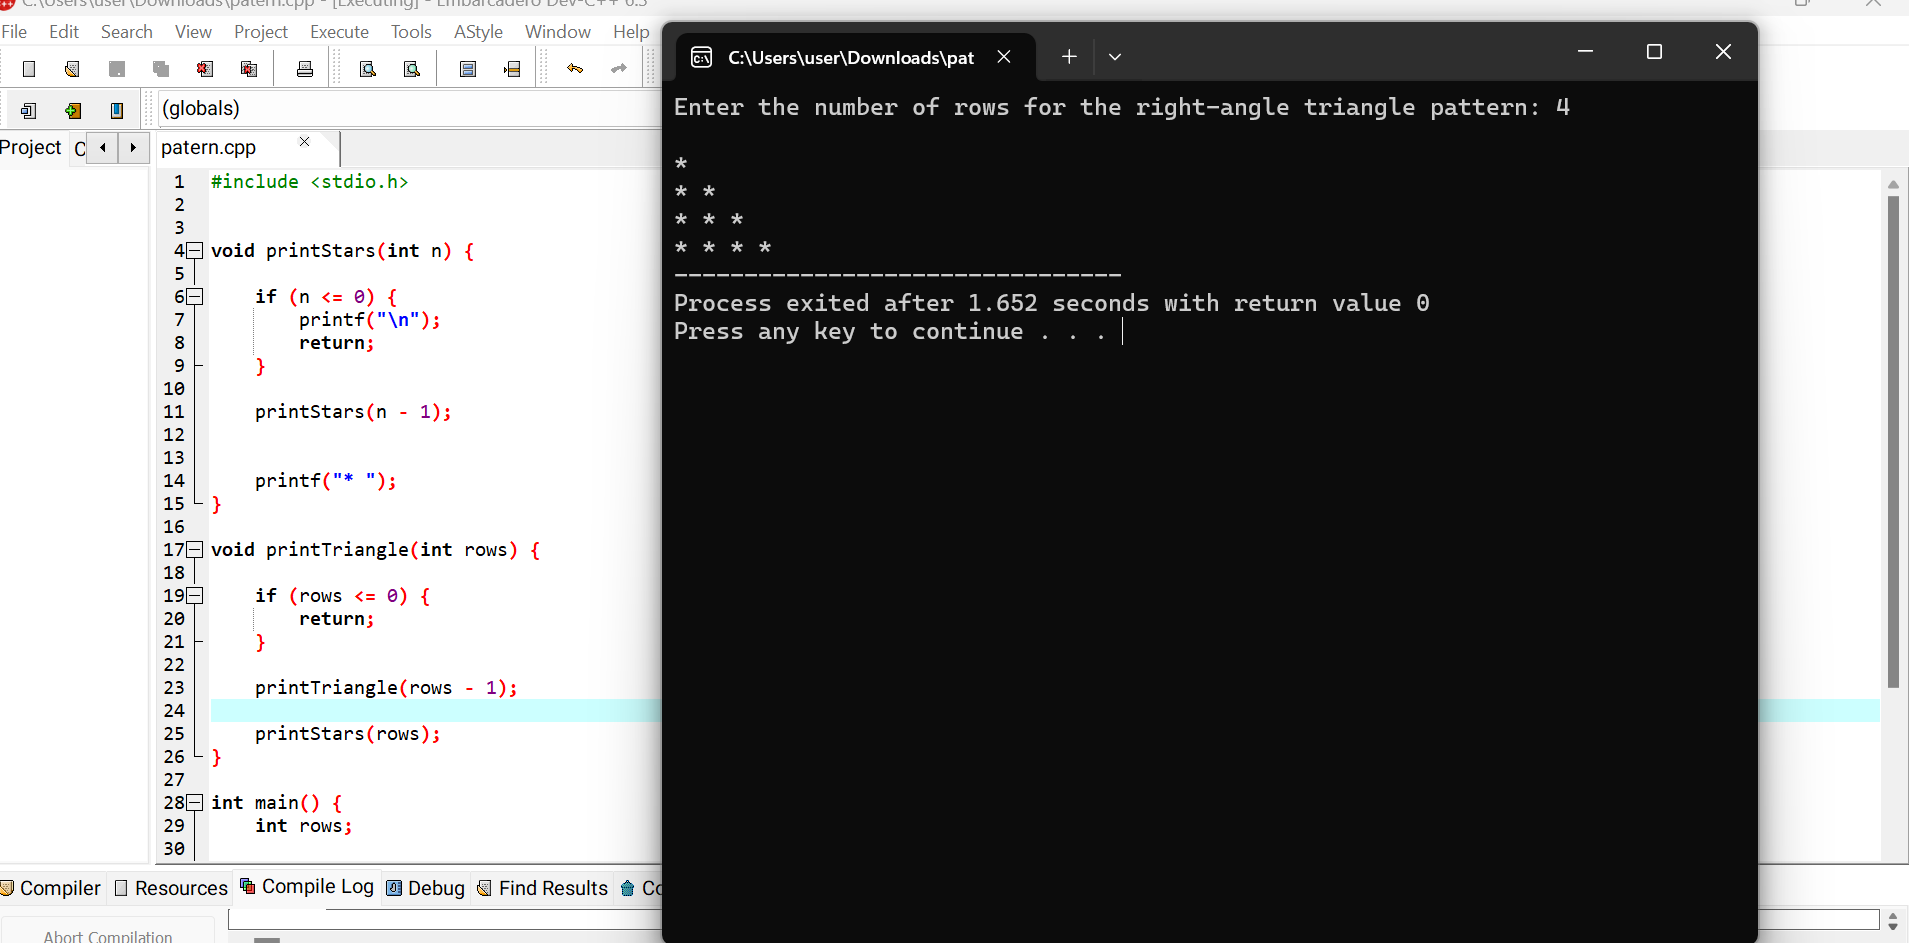 C:\Users\user\Downloads\patern.cpp - [Executing] - Embarcadero Dev-C++ 6.3
File Edit Search View Project Execute Tools AStyle Window Help
(globals)
Project
patern.cpp
1 #include <stdio.h>
2
3
4 void printStars(int n) {
5
6 if (n <= 0) {
7 printf("\n");
8 return;
9 }
10
11 printStars(n - 1);
12
13
14 printf("* ");
15 }
16
17 void printTriangle(int rows) {
18
19 if (rows <= 0) {
20 return;
21 }
22
23 printTriangle(rows - 1);
24
25 printStars(rows);
26 }
27
28 int main() {
29 int rows;
30
Compiler Resources Compile Log Debug Find Results
Abort Compilation
C:\Users\user\Downloads\pat
Enter the number of rows for the right-angle triangle pattern: 4
*
* *
* * *
* * * *
--------------------------------
Process exited after 1.652 seconds with return value 0
Press any key to continue . . .